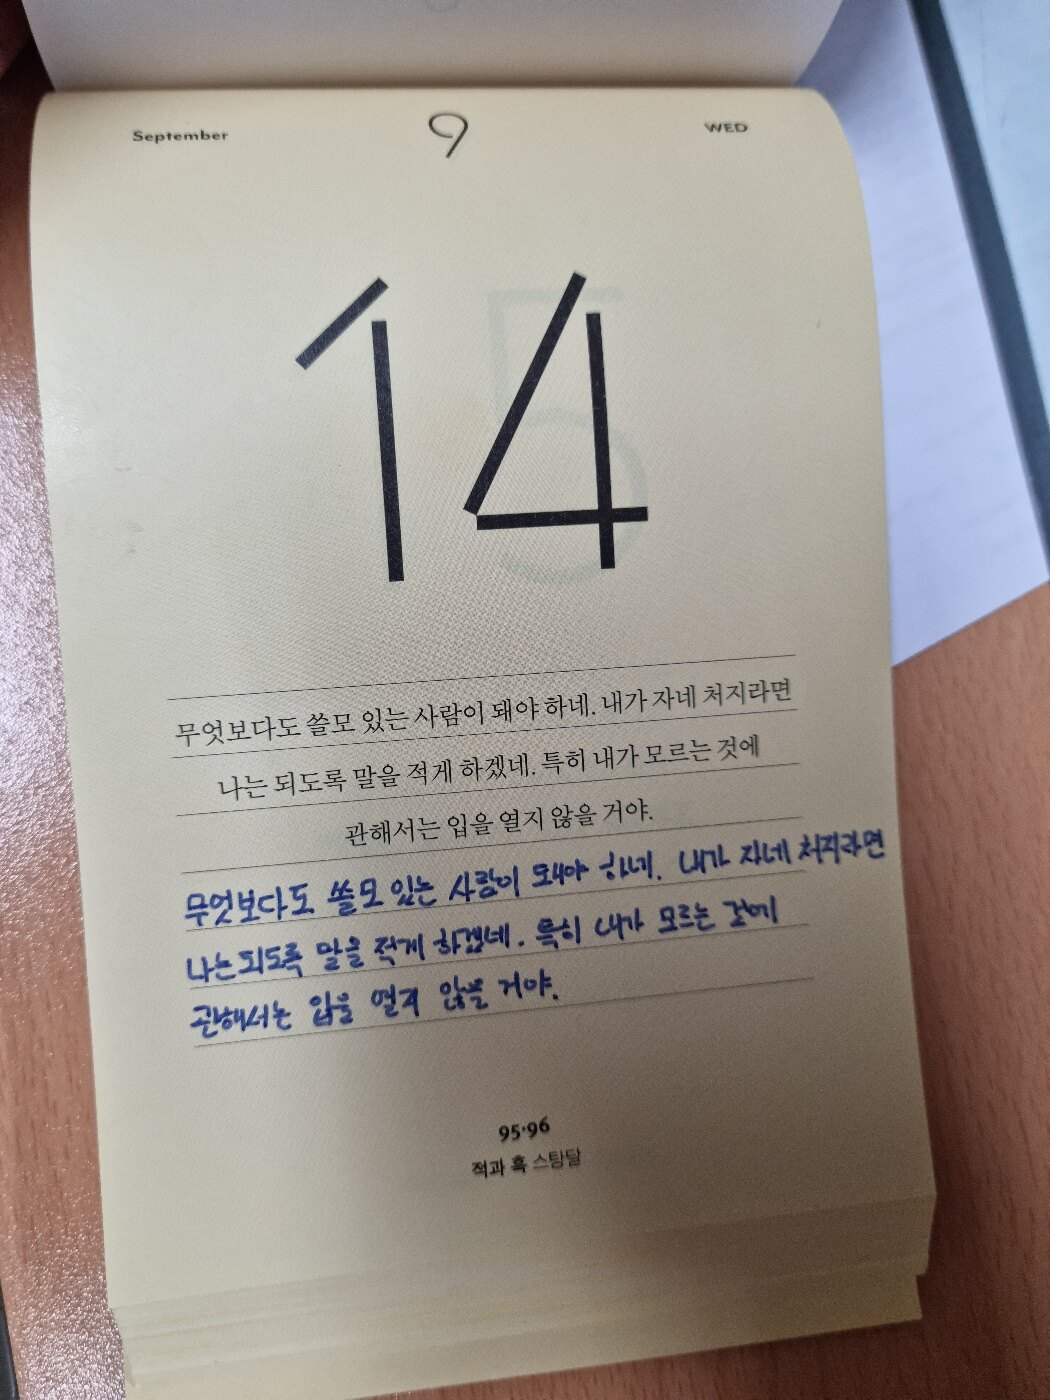 September 9 WED
14
무엇보다도 쓸모 있는 사람이 돼야 하네. 내가 자네 처지라면
나는 되도록 말을 적게 하겠네. 특히 내가 모르는 것에
관해서는 입을 열지 않을 거야.
무엇보다도 쓸모 있는 사람이 돼야 하네. 내가 자네 처지라면
나는 되도록 말을 적게 하겠네. 특히 내가 모르는 것에
관해서는 입을 열지 않을 거야.
95·96
적과 흑 스탕달